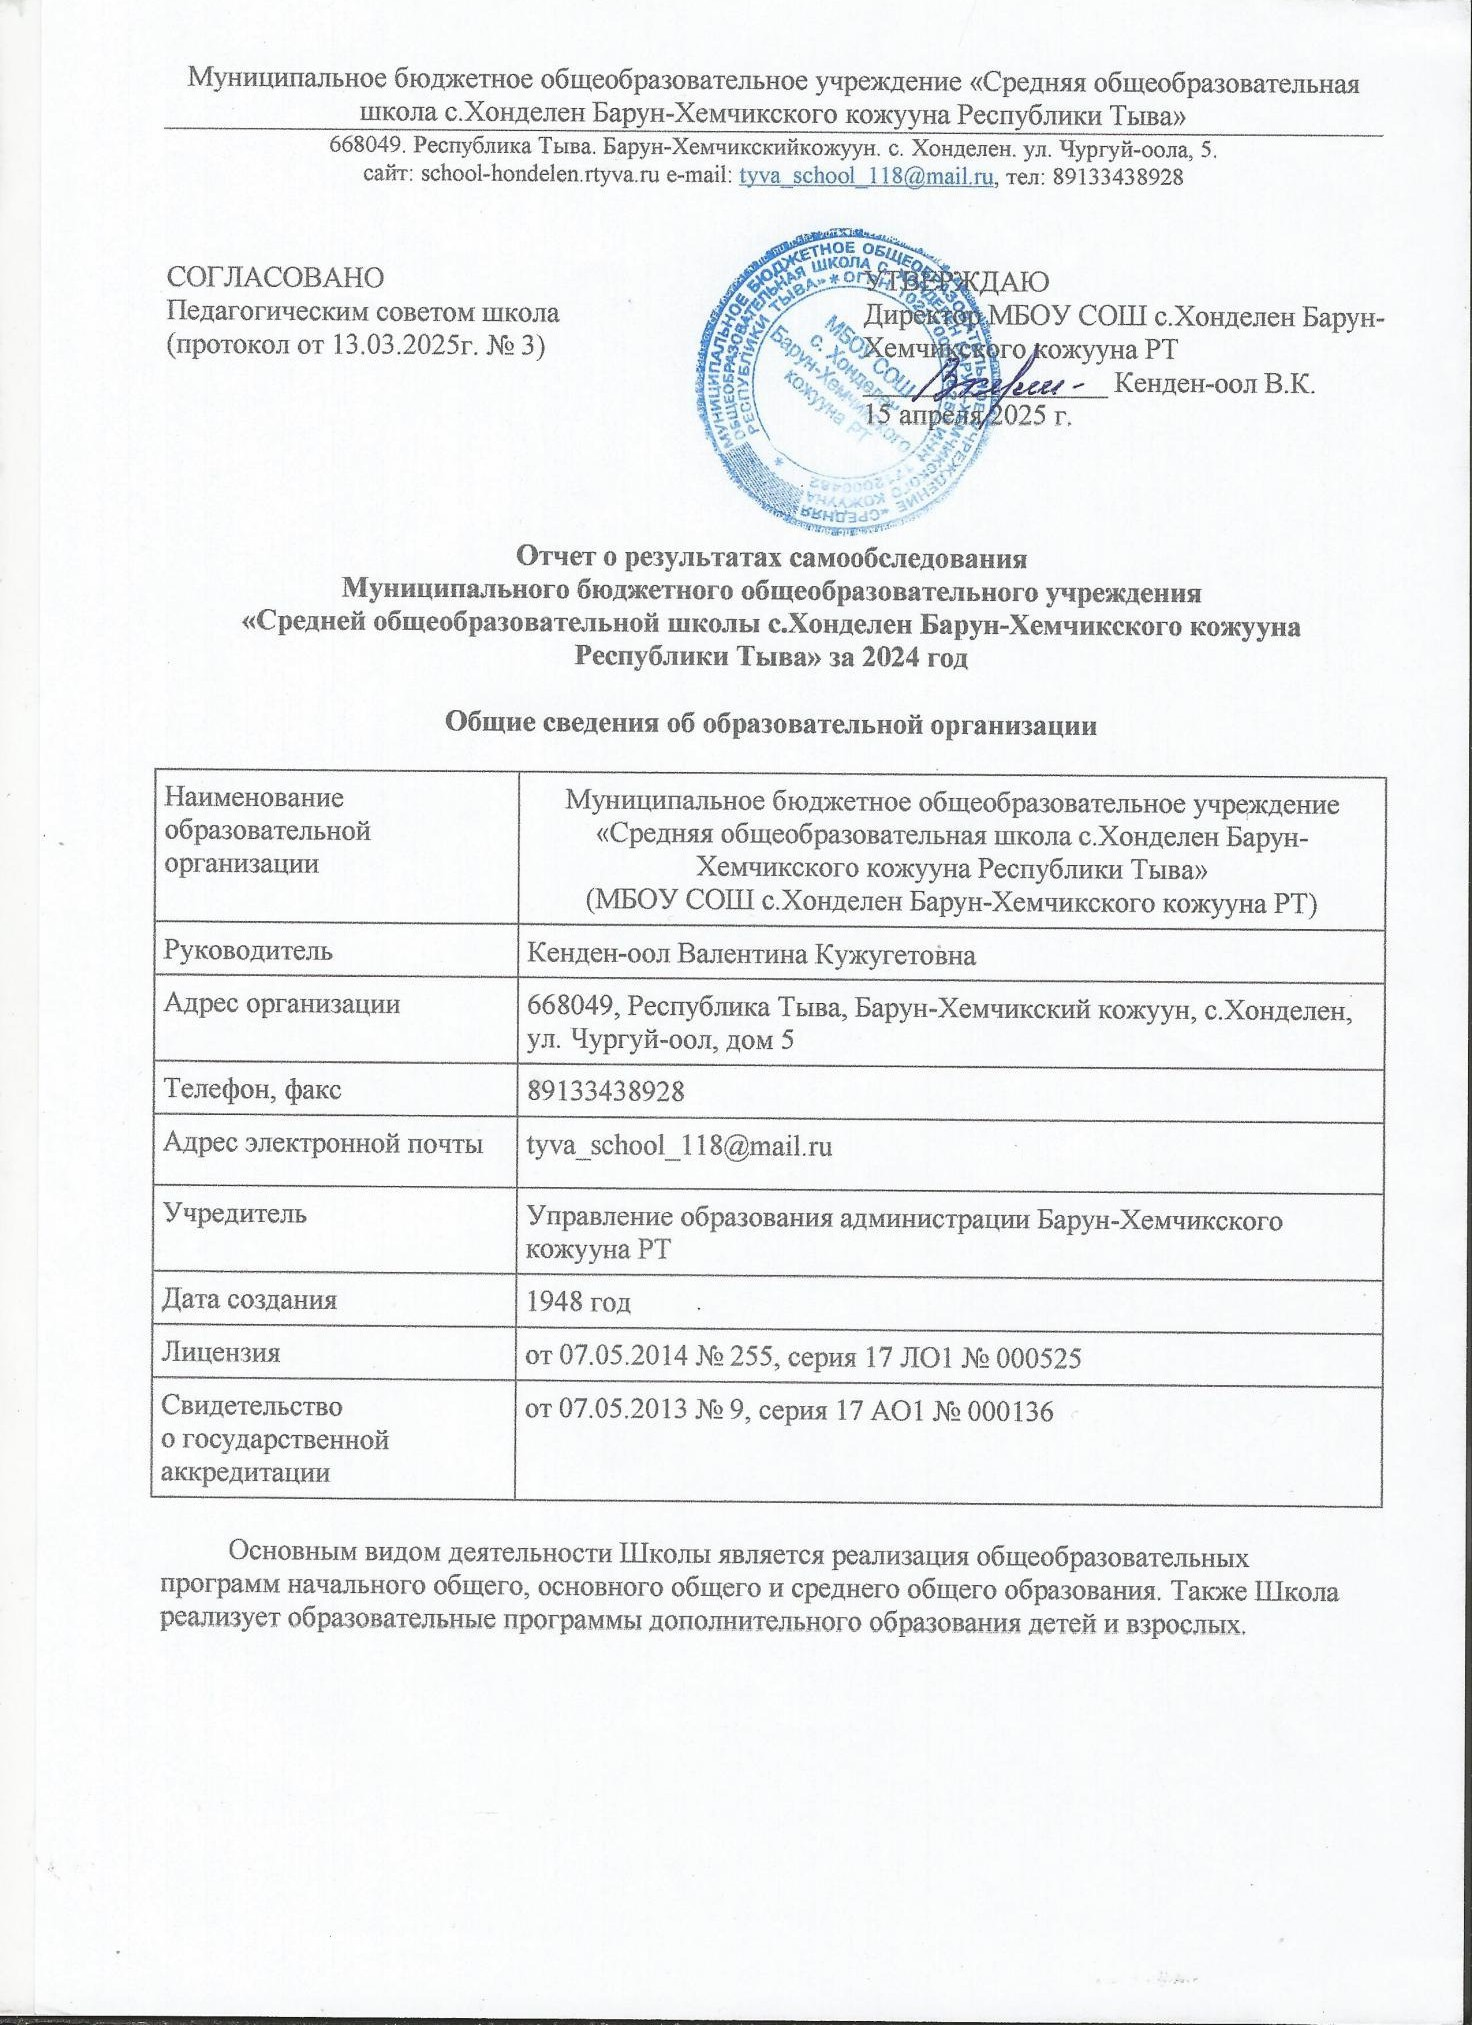 Муниципальное бюджетное общеобразовательное учреждение «Средняя общеобразовательная
школа с.Хонделен Барун-Хемчикского кожууна Республики Тыва»
668049. Республика Тыва. Барун-Хемчикскийкожуун. с. Хонделен. ул. Чургуй-оола, 5.
сайт: school-hondelen.rtyva.ru e-mail: tyva_school_118@mail.ru, тел: 89133438928
СОГЛАСОВАНО
Педагогическим советом школа
(протокол от 13.03.2025г. № 3)
УТВЕРЖДАЮ
Директор МБОУ СОШ с.Хонделен Барун-
Хемчикского кожууна РТ
Кенден-оол В.К.
15 апреля 2025 г.
МБОУ СОШ
с. Хонделен
Барун-Хемчикского
кожууна РТ
Отчет о результатах самообследования
Муниципального бюджетного общеобразовательного учреждения
«Средней общеобразовательной школы с.Хонделен Барун-Хемчикского кожууна
Республики Тыва» за 2024 год
Общие сведения об образовательной организации
Наименование
образовательной
организации
Муниципальное бюджетное общеобразовательное учреждение
«Средняя общеобразовательная школа с.Хонделен Барун-
Хемчикского кожууна Республики Тыва»
(МБОУ СОШ с.Хонделен Барун-Хемчикского кожууна РТ)
Руководитель
Кенден-оол Валентина Кужугетовна
Адрес организации
668049, Республика Тыва, Барун-Хемчикский кожуун, с.Хонделен,
ул. Чургуй-оол, дом 5
Телефон, факс
89133438928
Адрес электронной почты
tyva_school_118@mail.ru
Учредитель
Управление образования администрации Барун-Хемчикского
кожууна РТ
Дата создания
1948 год
Лицензия
от 07.05.2014 № 255, серия 17 ЛО1 № 000525
Свидетельство
о государственной
аккредитации
от 07.05.2013 № 9, серия 17 АО1 № 000136
Основным видом деятельности Школы является реализация общеобразовательных
программ начального общего, основного общего и среднего общего образования. Также Школа
реализует образовательные программы дополнительного образования детей и взрослых.